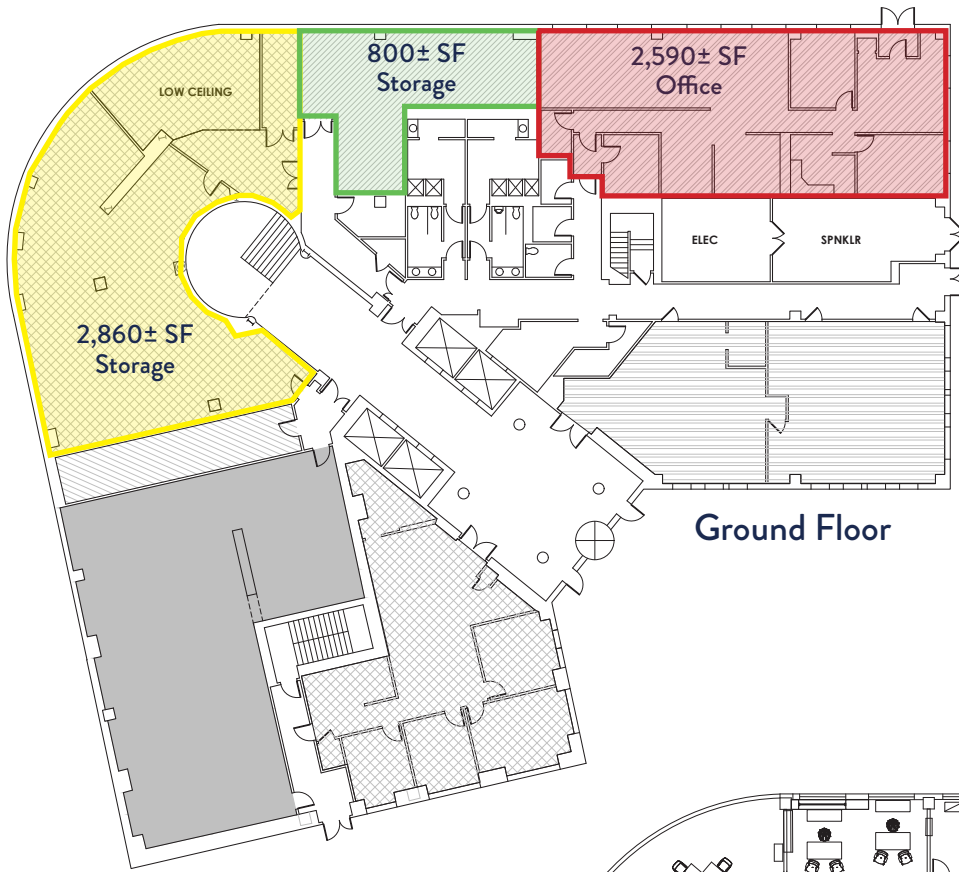 800± SF
Storage
2,590± SF
Office
LOW CEILING
ELEC
SPNKLR
2,860± SF
Storage
Ground Floor